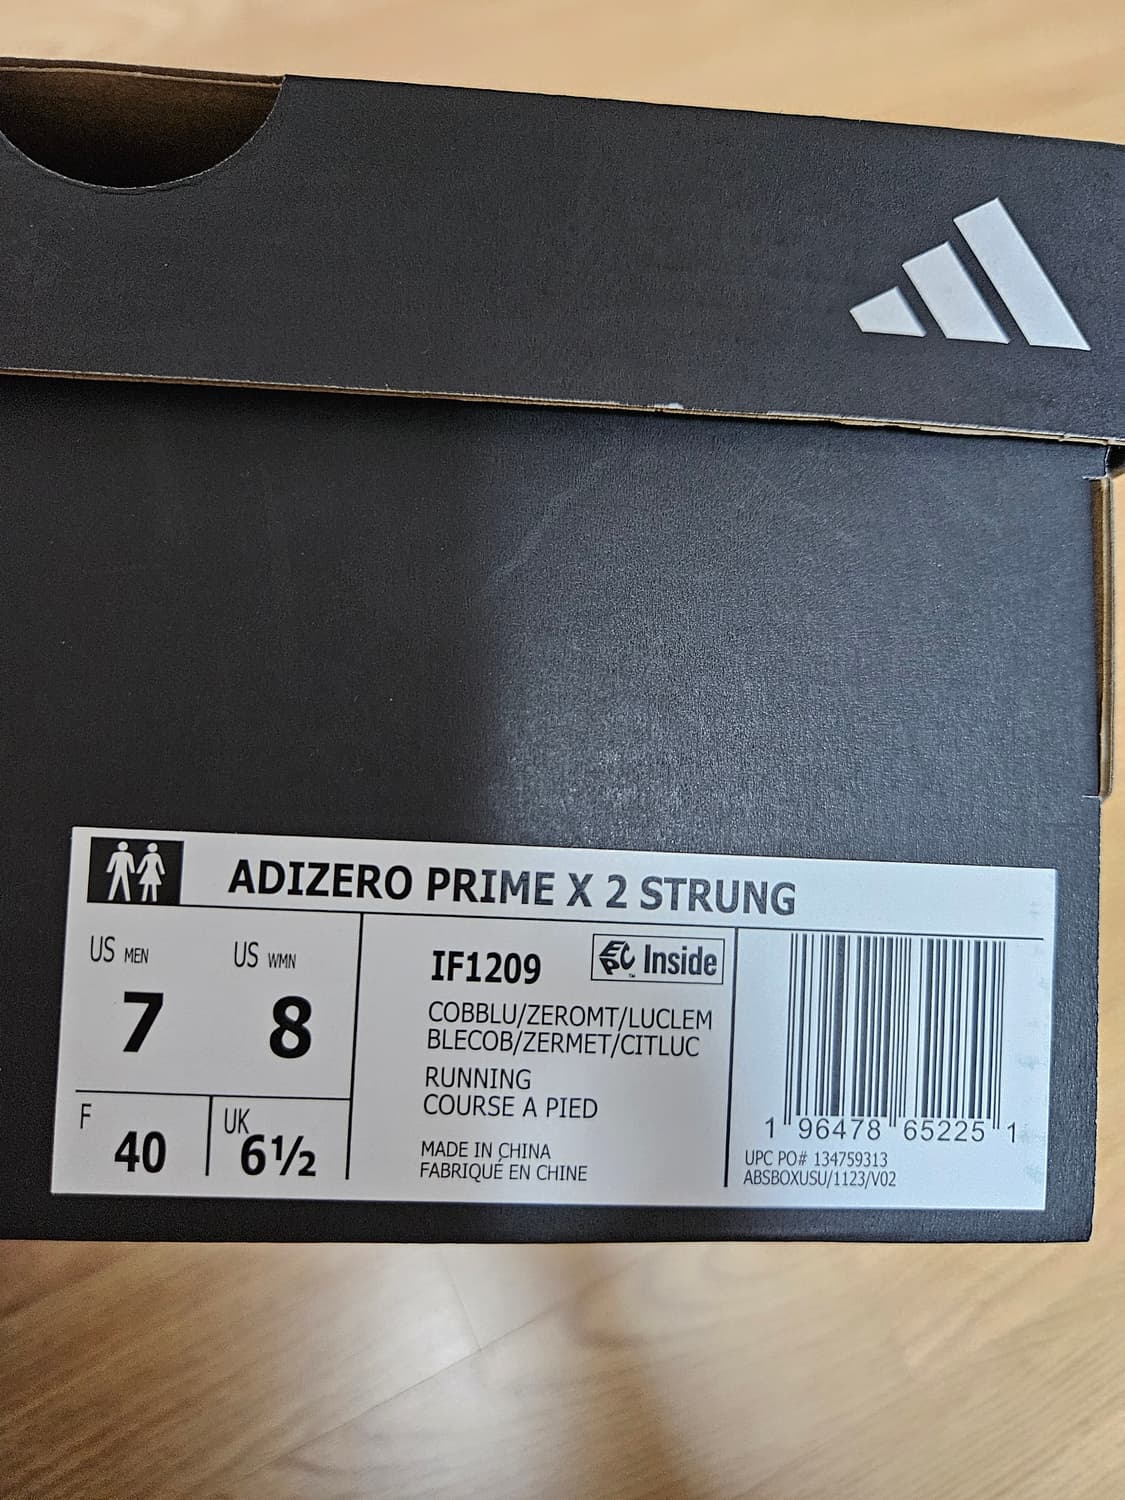 ADIZERO PRIME X 2 STRUNG
US MEN
7
US WMN
8
F
40
UK
6½
IF1209
EPC Inside
™
COBBLU/ZEROMT/LUCLEM
BLECOB/ZERMET/CITLUC
RUNNING
COURSE A PIED
MADE IN CHINA
FABRIQUÉ EN CHINE
1 96478 65225 1
UPC PO# 134759313
ABSBOXUSU/1123/V02